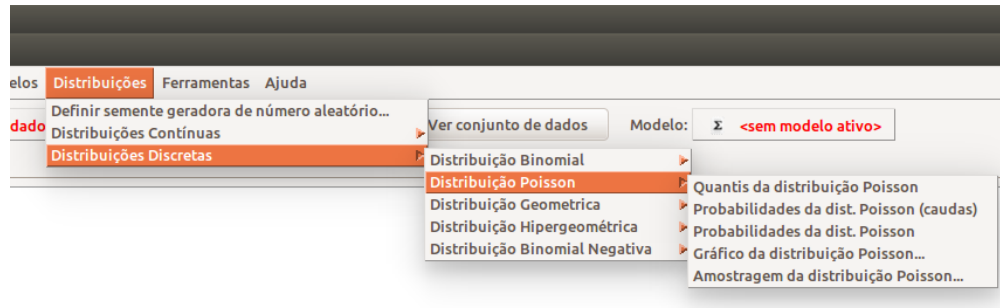 elos Distribuições Ferramentas Ajuda
Definir semente geradora de número aleatório...
dado Distribuições Contínuas Ver conjunto de dados Modelo: Σ <sem modelo ativo>
Distribuições Discretas Distribuição Binomial
Distribuição Poisson Quantis da distribuição Poisson
Distribuição Geometrica Probabilidades da dist. Poisson (caudas)
Distribuição Hipergeométrica Probabilidades da dist. Poisson
Distribuição Binomial Negativa Gráfico da distribuição Poisson...
Amostragem da distribuição Poisson...